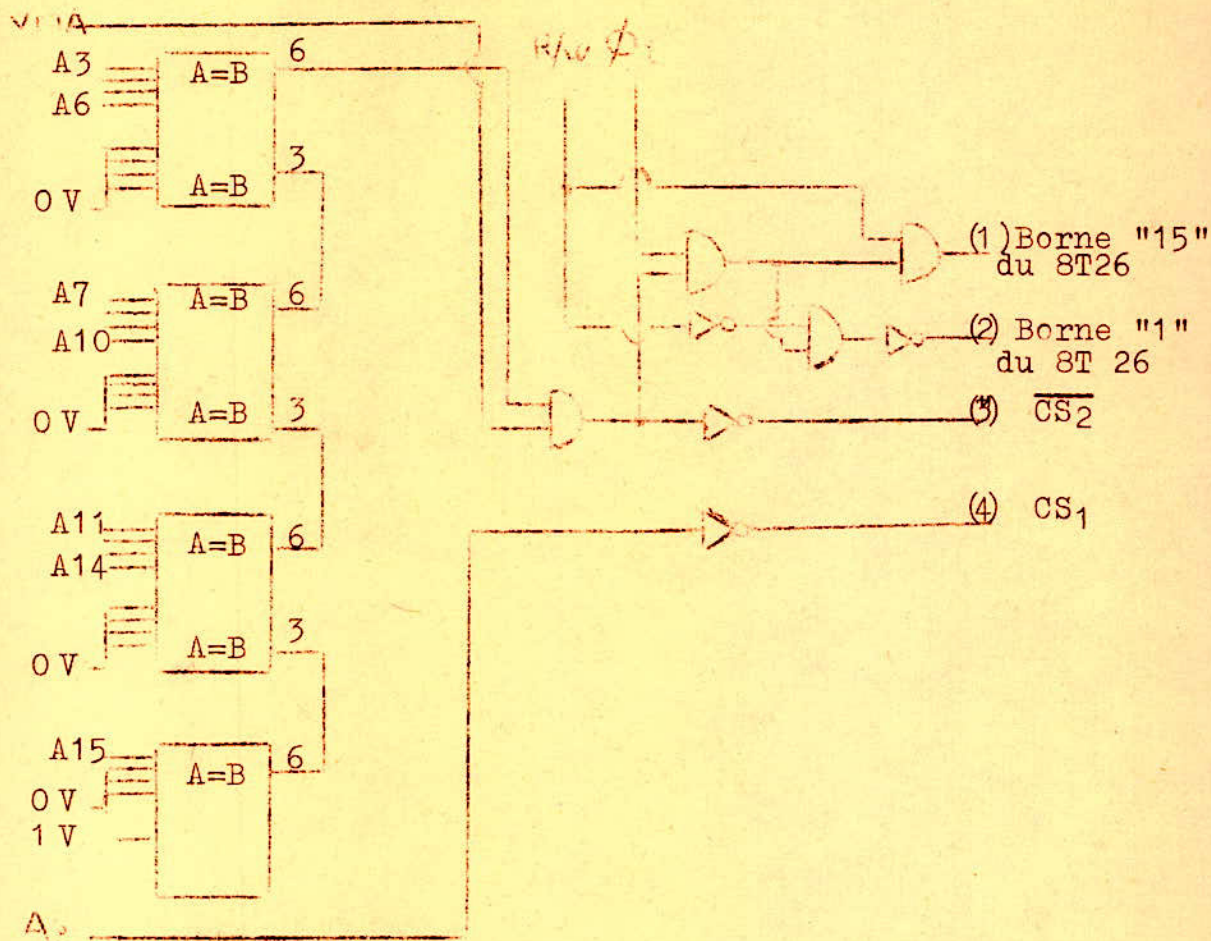 VMA
A3
A6
0 V
A=B
6
A=B
3
R/W
(1) Borne "15"
du 8T26
A7
A10
0 V
A=B
6
A=B
3
(2) Borne "1"
du 8T 26
(3) CS2
A11
A14
0 V
A=B
6
A=B
3
(4) CS1
A15
0 V
1 V
A=B
6